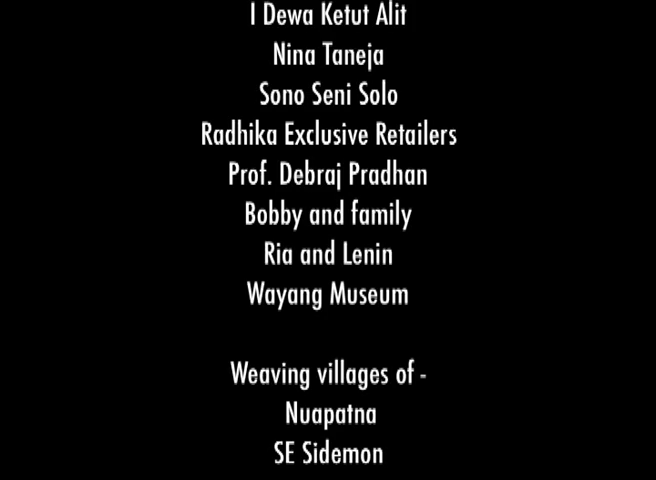 I Dewa Ketut Alit
Nina Taneja
Sono Seni Solo
Radhika Exclusive Retailers
Prof. Debraj Pradhan
Bobby and family
Ria and Lenin
Wayang Museum
Weaving villages of -
Nuapatna
SE Sidemon